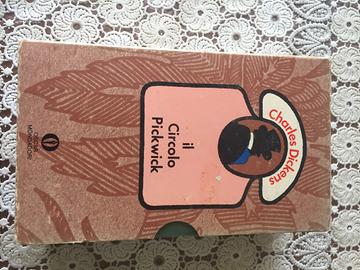 Charles Dickens
il
Circolo
Pickwick
OSCAR
MONDADORI